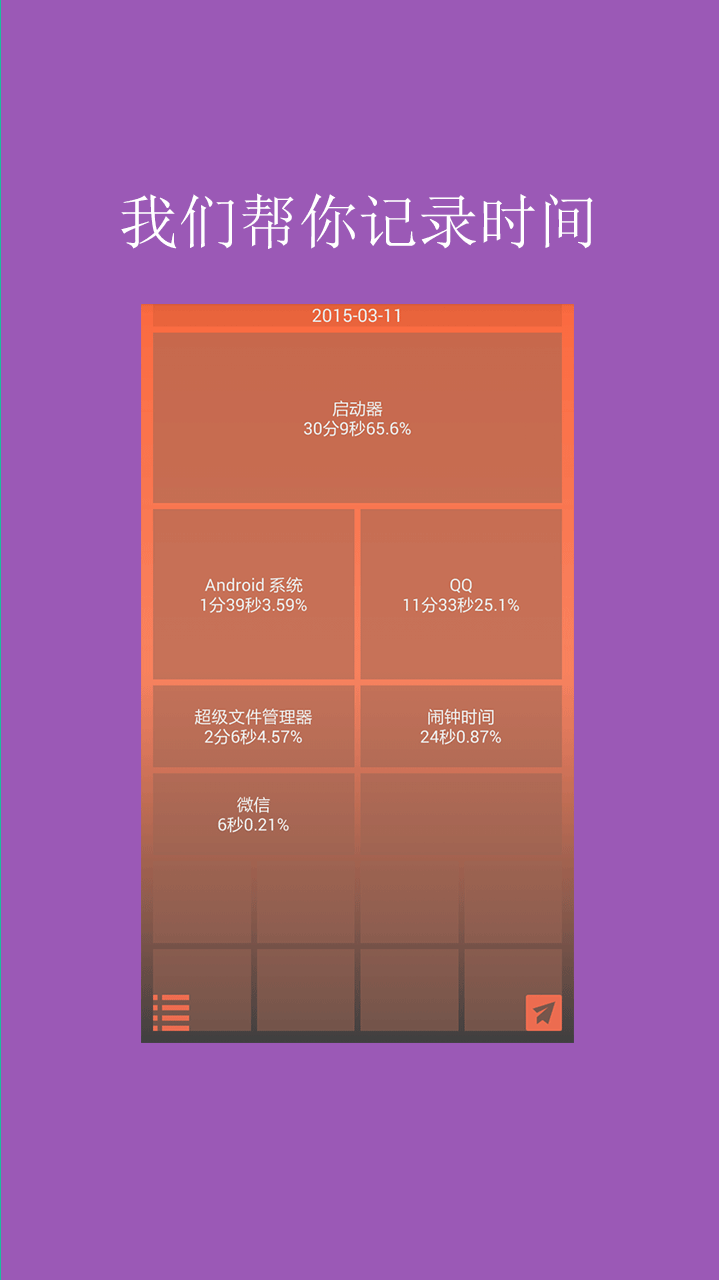 我们帮你记录时间
2015-03-11
启动器
30分9秒65.6%
Android 系统
1分39秒3.59%
QQ
11分33秒25.1%
超级文件管理器
2分6秒4.57%
闹钟时间
24秒0.87%
微信
6秒0.21%